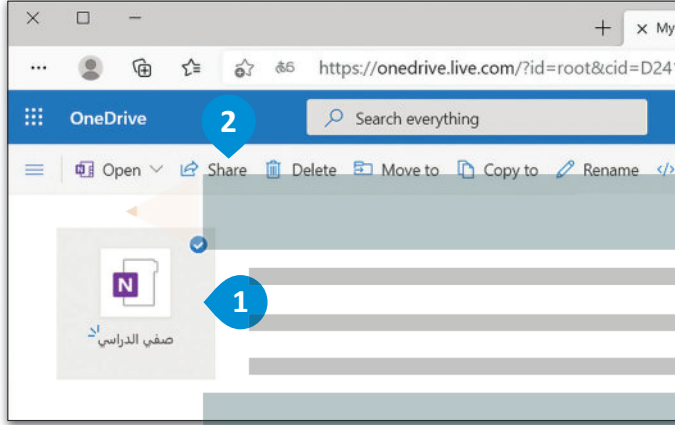 My
https://onedrive.live.com/?id=root&cid=D24
OneDrive
2
Search everything
Open
Share
Delete
Move to
Copy to
Rename
N
1
صفي الدراسي